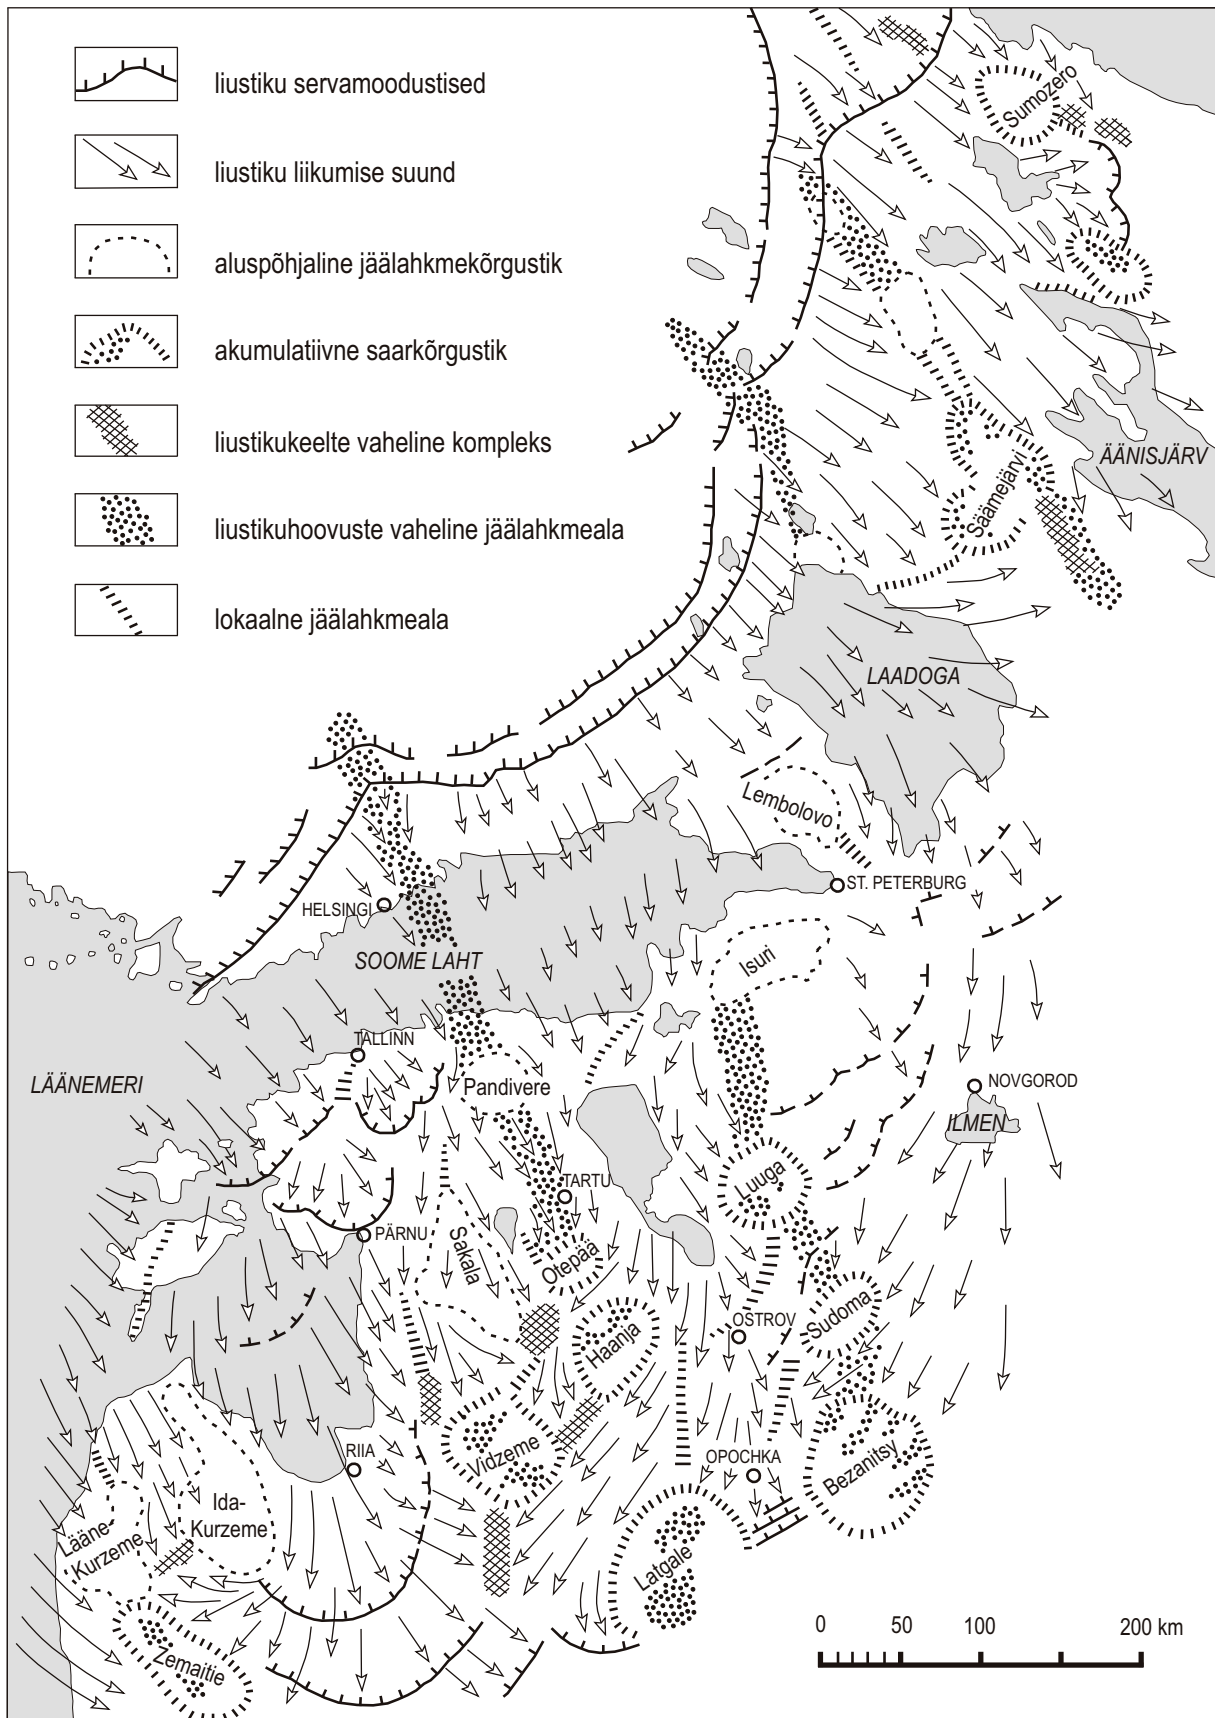 liustiku servamoodustised
liustiku liikumise suund
aluspõhjaline jäälahkmekõrgustik
akumulatiivne saarkõrgustik
liustikukeelte vaheline kompleks
liustikuhoovuste vaheline jäälahkmeala
lokaalne jäälahkmeala
Sumozero
ÄÄNISJÄRV
Säämejärvi
LAADOGA
Lembolovo
ST. PETERBURG
HELSINGI
SOOME LAHT
Isuri
TALLINN
LÄÄNEMERI
Pandivere
NOVGOROD
ILMEN
TARTU
Luuga
PÄRNU
Sakala
Otepää
Sudoma
OSTROV
Haanja
Vidzeme
RIIA
OPOCHKA
Bezanitsy
Ida-
Kurzeme
Lääne-
Kurzeme
Latgale
Zemaitie
0 50 100 200 km